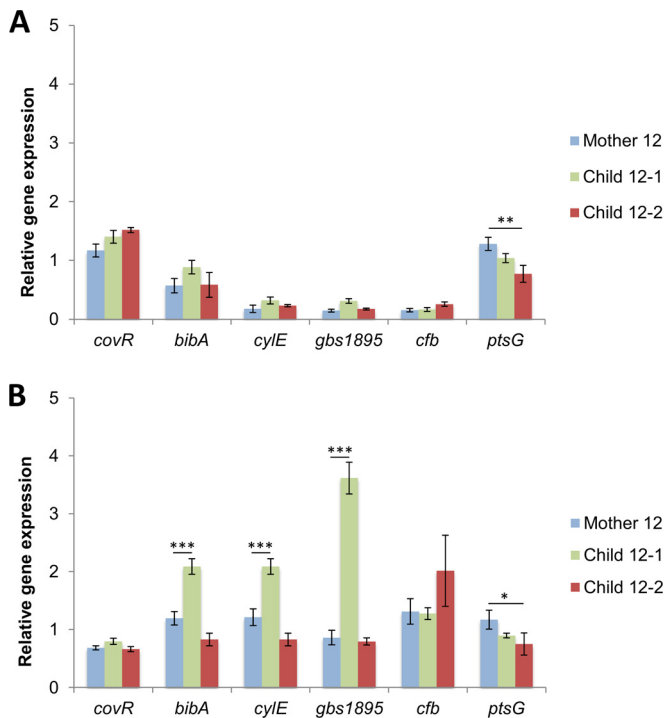 A
Relative gene expression
5
4
3
2
1
0
**
covR bibA cylE gbs1895 cfb ptsG
Mother 12
Child 12-1
Child 12-2
B
Relative gene expression
5
4
3
2
1
0
***
*** ***
*
covR bibA cylE gbs1895 cfb ptsG
Mother 12
Child 12-1
Child 12-2